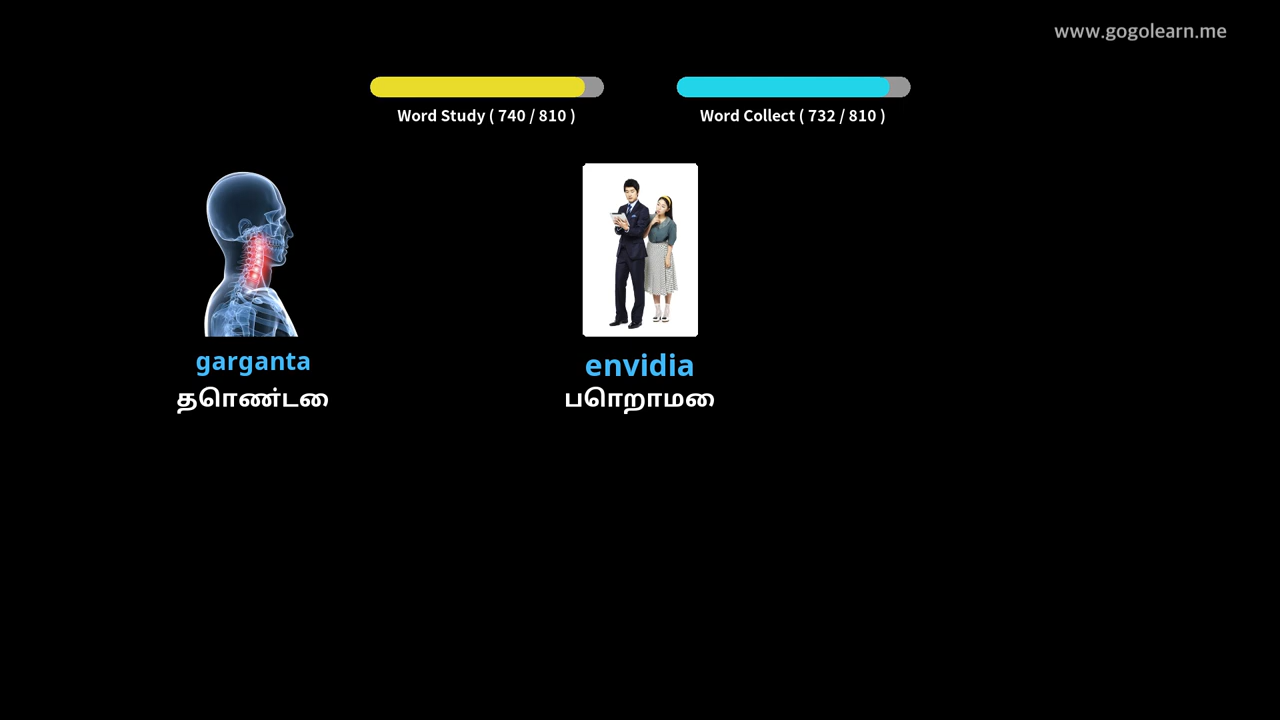 www.gogolearn.me
Word Study ( 740 / 810 )
Word Collect ( 732 / 810 )
garganta
தொண்டை
envidia
பொறாமை